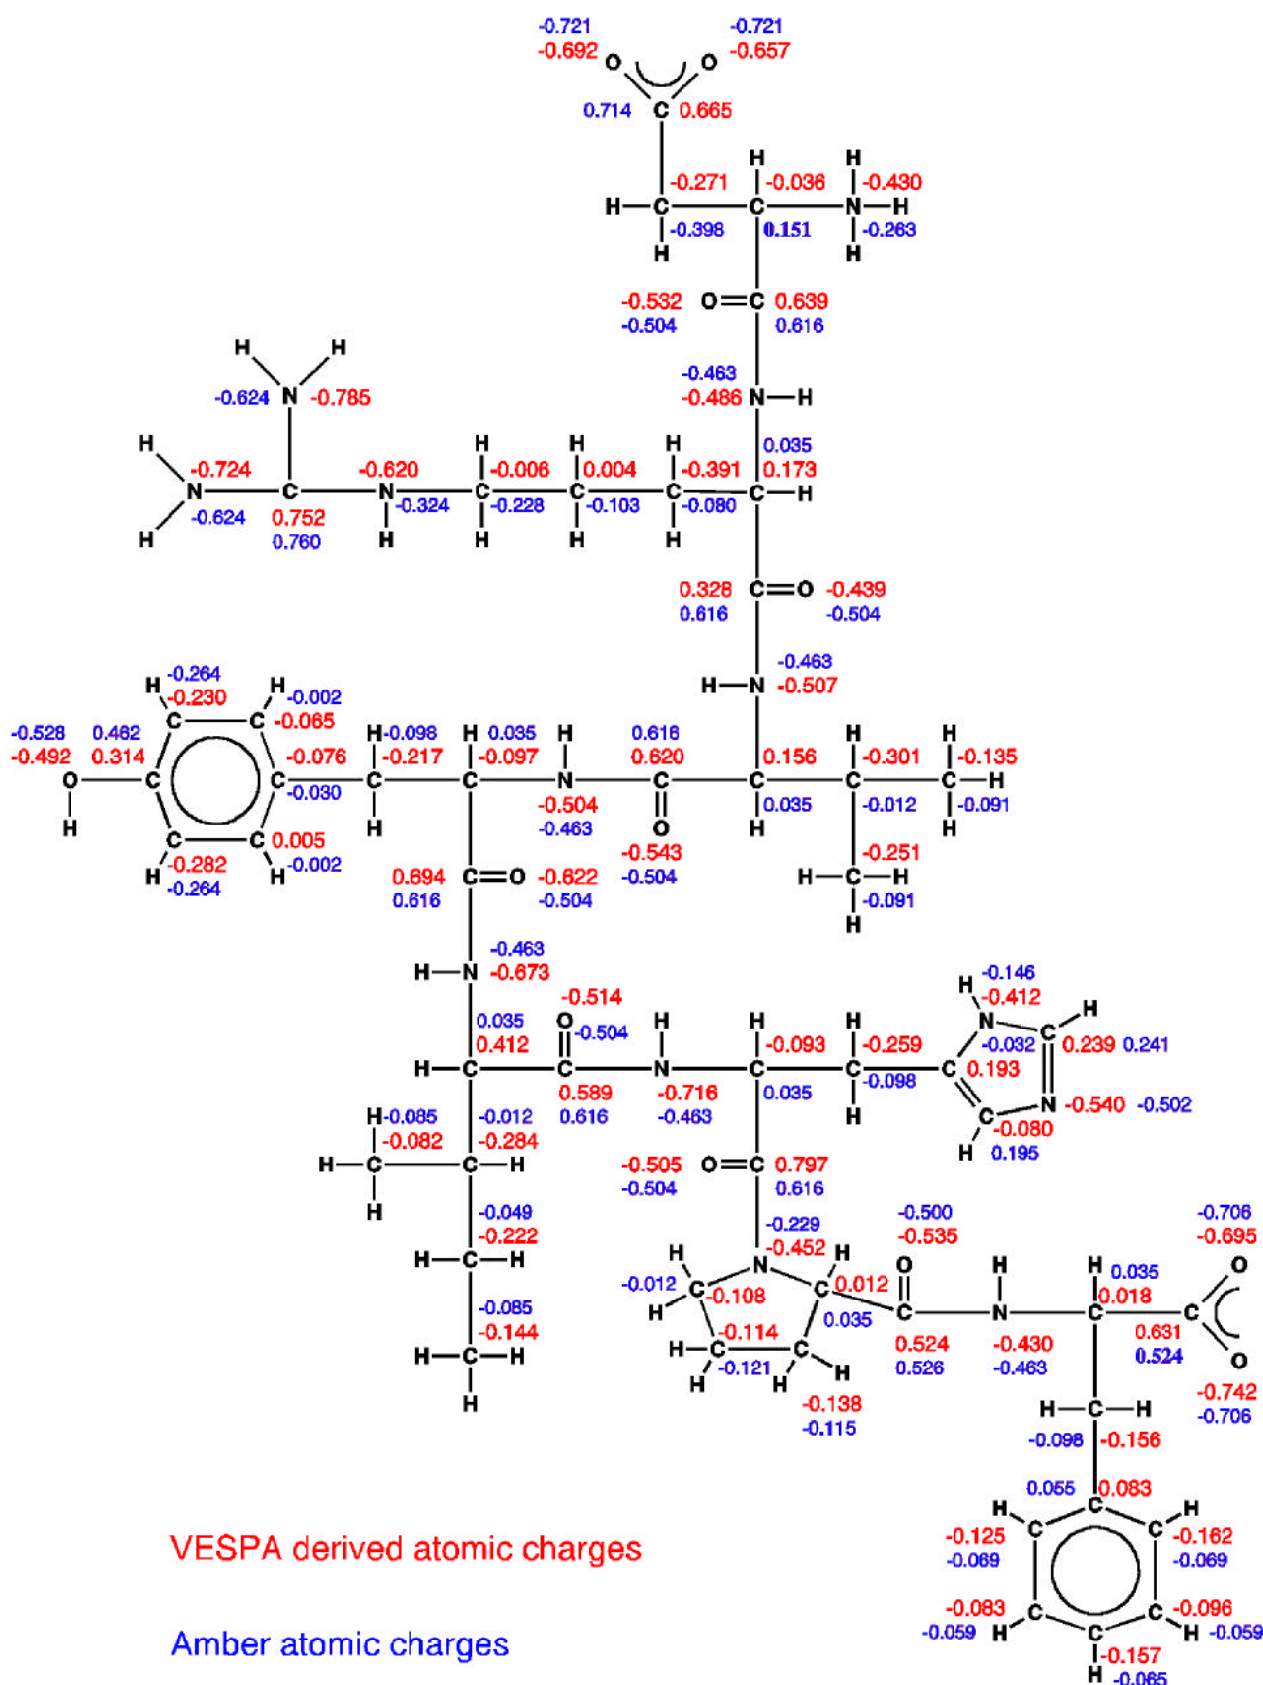 -0.721 -0.721
-0.692 O O -0.657
0.714 C 0.665
H H
-0.271 -0.036 -0.430
H C C N H
-0.398 0.151 -0.263
H H
-0.532 O C 0.639
-0.504 0.616
H H
-0.463
-0.624 N -0.785 -0.486 N H
H H H H 0.035
-0.724 -0.620 -0.006 0.004 -0.391 0.173
N C N C C C C H
-0.624 -0.324 -0.228 -0.103 -0.080
0.752
H 0.760 H H H H
0.328 C O -0.439
0.616 -0.504
-0.463
H N -0.507
-0.264
H -0.230 H -0.002
C C -0.065
-0.528 0.462 H -0.098 H 0.035 H 0.616 H H
-0.492 0.314 -0.076 -0.217 -0.097 0.620 0.156 -0.301 -0.135
O C C C C N C C C C H
-0.030 -0.504 0.035 -0.012 -0.091
H H -0.463 O H H
C C 0.005 -0.543 -0.251
-0.282 -0.002
H -0.264 H 0.694 C O -0.622 -0.504 H C H
0.616 -0.504 -0.091
H
-0.463
H N -0.673
-0.146
H -0.412
-0.514 H
0.035 O -0.504 H H H N C
0.412 -0.093 -0.259 -0.032 0.239 0.241
H C C N C C C 0.193
0.589 -0.716 0.035 -0.098
0.616 -0.463 H C N -0.540 -0.502
H -0.085 -0.012 -0.080
-0.082 -0.284 H 0.195
H C C H -0.505 O C 0.797
-0.504 0.616
H
-0.049 -0.229 -0.500 -0.706
-0.222 H -0.452 H -0.535 -0.695
H C H N O H H 0.035 O
-0.012 C -0.108 C 0.012 0.018
H 0.035 C N C C
-0.085 -0.114 0.524 -0.430 0.631
-0.144 H C C 0.526 -0.463 0.524 O
H C H -0.121 H
H H -0.742
H -0.138 H C H -0.706
-0.115
-0.098 -0.156
0.055 0.083
H C H
-0.125 C C -0.162
VESPA derived atomic charges
-0.069 -0.069
-0.083 C C -0.096
-0.059 H C H -0.059
Amber atomic charges
-0.157
H -0.065